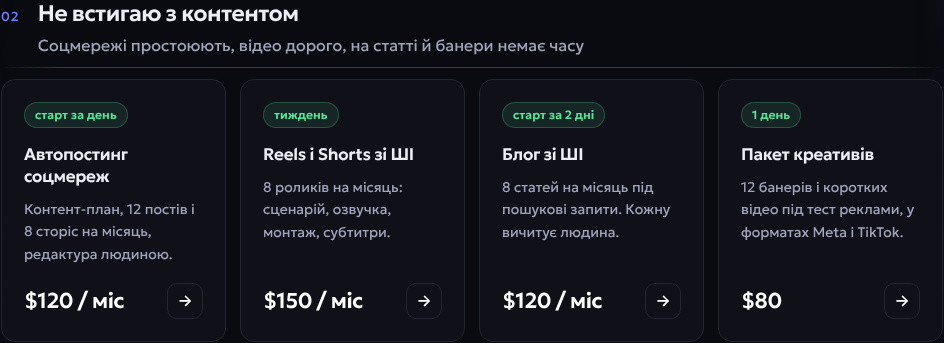 02
Не встигаю з контентом
Соцмережі простоюють, відео дорого, на статті й банери немає часу
старт за день
Автопостинг
соцмереж
Контент-план, 12 постів і
8 сторіс на місяць,
редактура людиною.
$120 / міс
→
тиждень
Reels і Shorts зі ШІ
8 роликів на місяць:
сценарій, озвучка,
монтаж, субтитри.
$150 / міс
→
старт за 2 дні
Блог зі ШІ
8 статей на місяць під
пошукові запити. Кожну
вичитує людина.
$120 / міс
→
1 день
Пакет креативів
12 банерів і коротких
відео під тест реклами, у
форматах Meta і TikTok.
$80
→